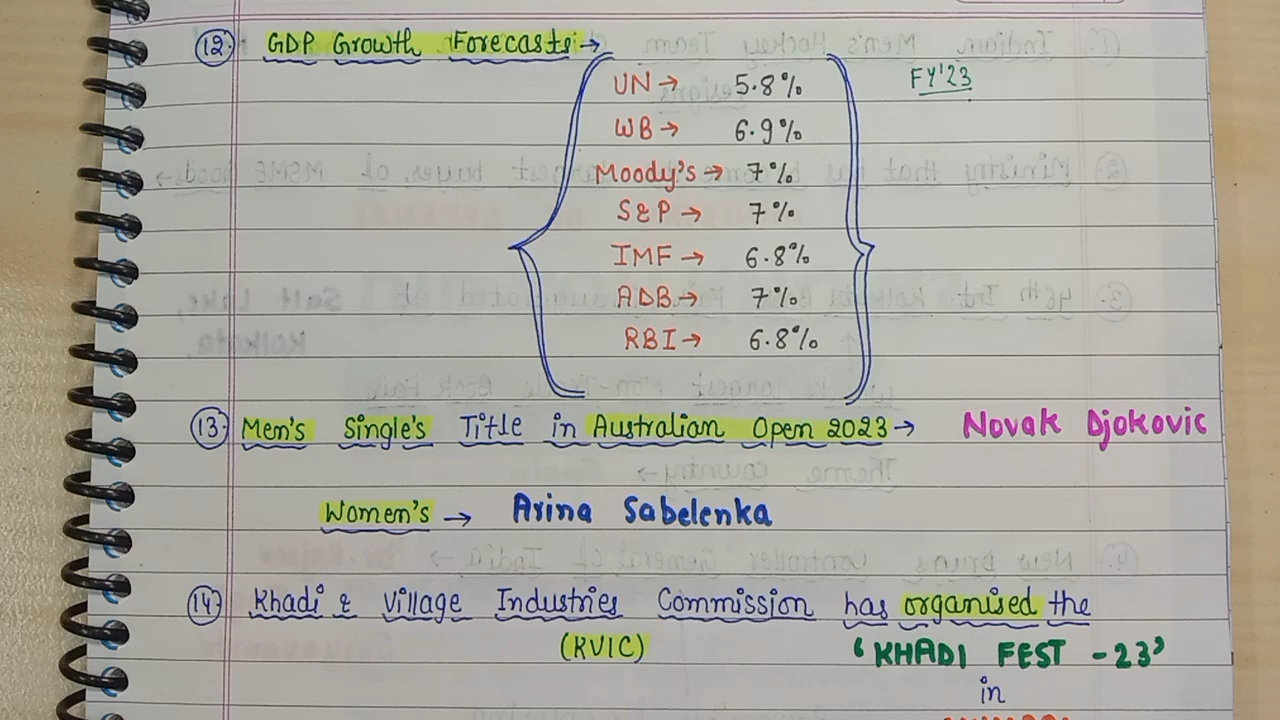 12. GDP Growth Forecasts→
FY'23
UN → 5.8%
WB → 6.9%
Moody's → 7%
S&P → 7%
IMF → 6.8%
ADB → 7%
RBI → 6.8%
13. Men's Single's Title in Australian Open 2023→ Novak Djokovic
Women's → Arina Sabelenka
14. Khadi & Village Industries Commission has organised the
(KVIC) 'KHADI FEST -23'
in